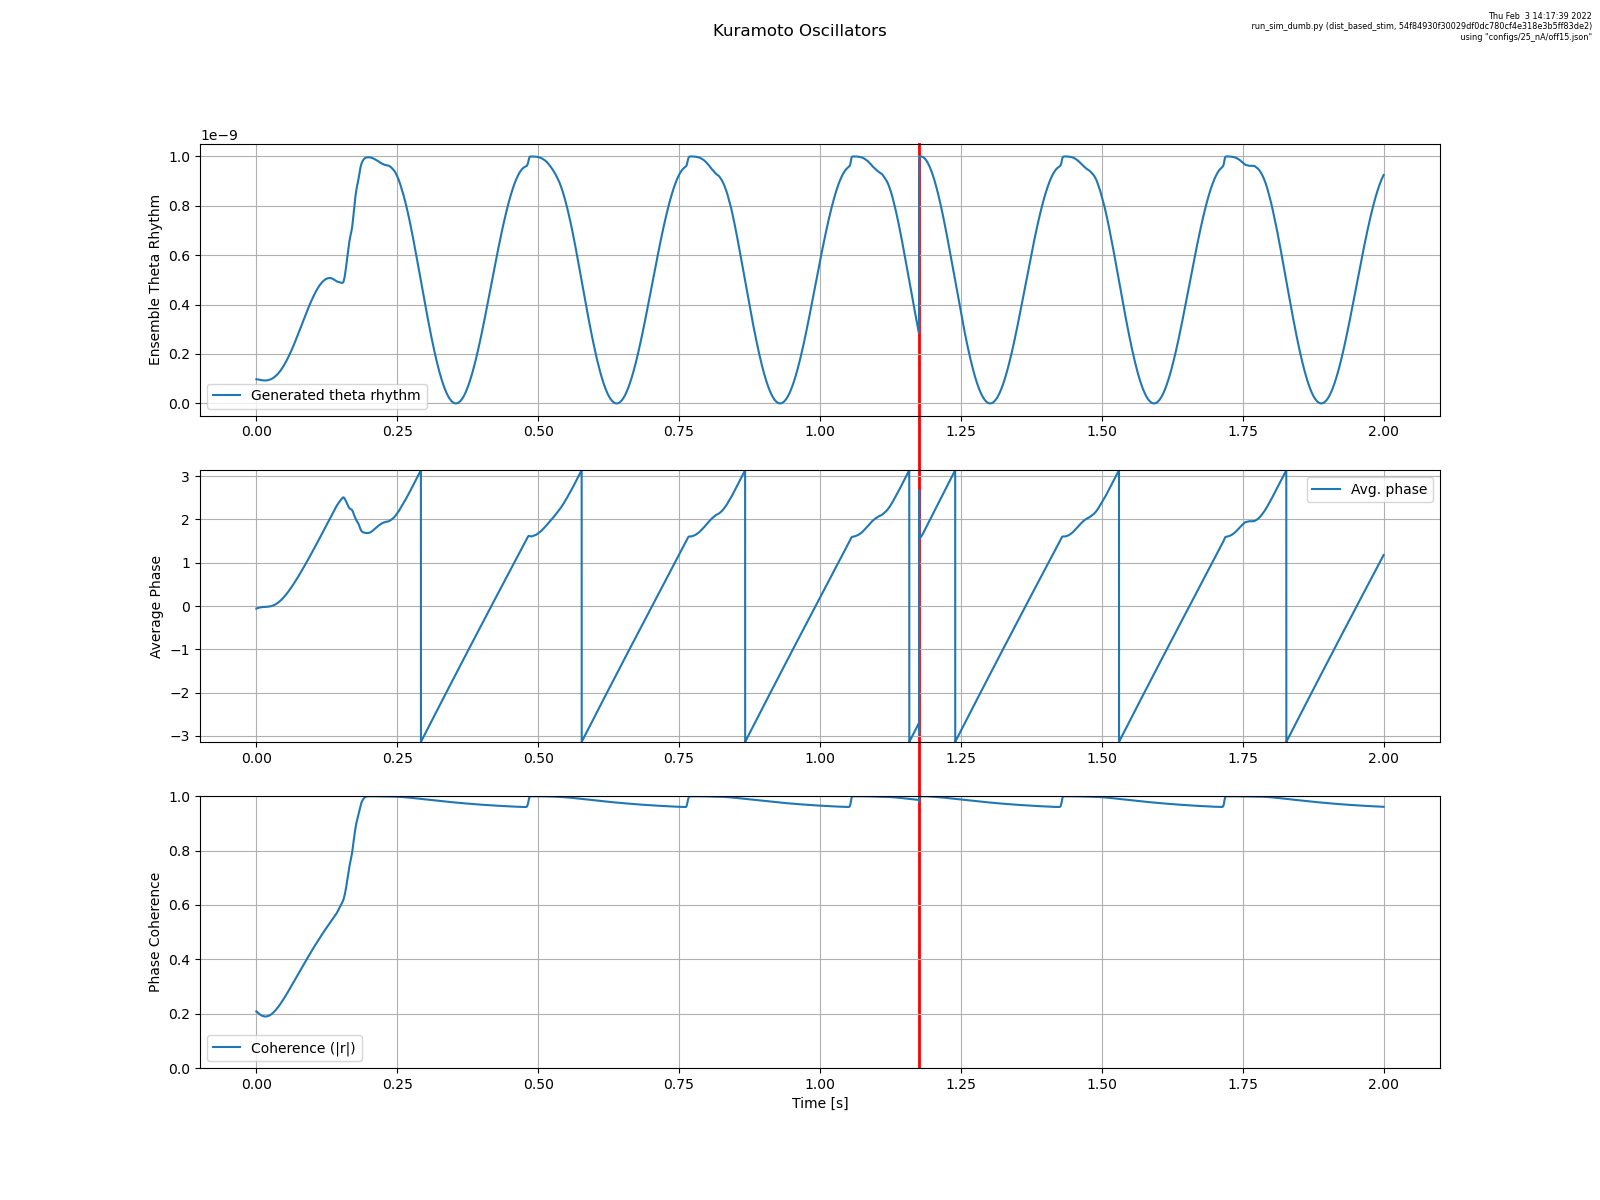 Thu Feb  3 14:17:39 2022
run_sim_dumb.py (dist_based_stim, 54f84930f30029df0dc780cf4e318e3b5ff83de2)
using "configs/25_nA/off15.json"
Kuramoto Oscillators
1e−9
Ensemble Theta Rhythm
1.0
0.8
0.6
0.4
0.2
0.0
Generated theta rhythm
0.00 0.25 0.50 0.75 1.00 1.25 1.50 1.75 2.00
Average Phase
3
2
1
0
−1
−2
−3
Avg. phase
0.00 0.25 0.50 0.75 1.00 1.25 1.50 1.75 2.00
Phase Coherence
1.0
0.8
0.6
0.4
0.2
0.0
Coherence (|r|)
0.00 0.25 0.50 0.75 1.00 1.25 1.50 1.75 2.00
Time [s]